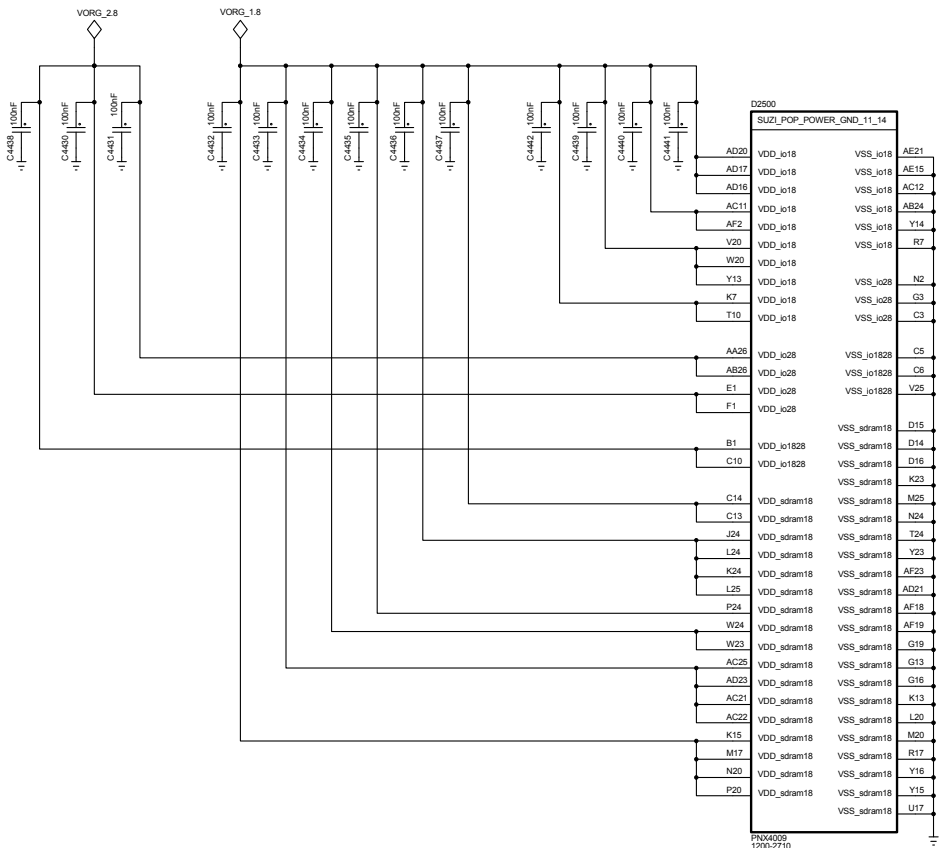 VORG_2.8
VORG_1.8
100nF
C4438
100nF
C4430
100nF
C4431
100nF
C4432
100nF
C4433
100nF
C4434
100nF
C4435
100nF
C4436
100nF
C4437
100nF
C4442
100nF
C4439
100nF
C4440
100nF
C4441
D2500
SUZI_POP_POWER_GND_11_14
AD20 VDD_io18 VSS_io18 AE21
AD17 VDD_io18 VSS_io18 AE15
AD16 VDD_io18 VSS_io18 AC12
AC11 VDD_io18 VSS_io18 AB24
AF2 VDD_io18 VSS_io18 Y14
V20 VDD_io18 VSS_io18 R7
W20 VDD_io18
Y13 VDD_io18 VSS_io28 N2
K7 VDD_io18 VSS_io28 G3
T10 VDD_io18 VSS_io28 C3
AA26 VDD_io28 VSS_io1828 C5
AB26 VDD_io28 VSS_io1828 C6
E1 VDD_io28 VSS_io1828 V25
F1 VDD_io28
VSS_sdram18 D15
B1 VDD_io1828 VSS_sdram18 D14
C10 VDD_io1828 VSS_sdram18 D16
VSS_sdram18 K23
C14 VDD_sdram18 VSS_sdram18 M25
C13 VDD_sdram18 VSS_sdram18 N24
J24 VDD_sdram18 VSS_sdram18 T24
L24 VDD_sdram18 VSS_sdram18 Y23
K24 VDD_sdram18 VSS_sdram18 AF23
L25 VDD_sdram18 VSS_sdram18 AD21
P24 VDD_sdram18 VSS_sdram18 AF18
W24 VDD_sdram18 VSS_sdram18 AF19
W23 VDD_sdram18 VSS_sdram18 G19
AC25 VDD_sdram18 VSS_sdram18 G13
AD23 VDD_sdram18 VSS_sdram18 G16
AC21 VDD_sdram18 VSS_sdram18 K13
AC22 VDD_sdram18 VSS_sdram18 L20
K15 VDD_sdram18 VSS_sdram18 M20
M17 VDD_sdram18 VSS_sdram18 R17
N20 VDD_sdram18 VSS_sdram18 Y16
P20 VDD_sdram18 VSS_sdram18 Y15
VSS_sdram18 U17
PNX4009
1200-2710